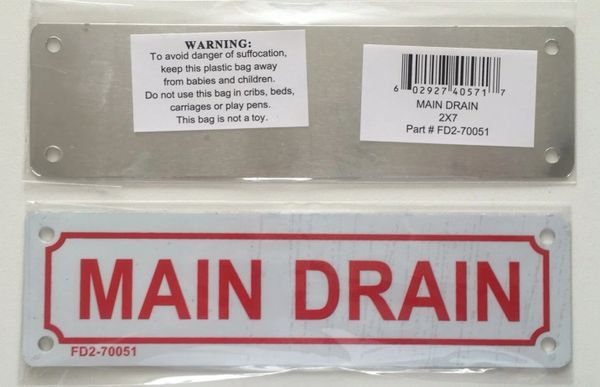 WARNING:
To avoid danger of suffocation,
keep this plastic bag away
from babies and children.
Do not use this bag in cribs, beds,
carriages or play pens.
This bag is not a toy.
6 02927 40571 7
MAIN DRAIN
2X7
Part # FD2-70051
MAIN DRAIN
FD2-70051